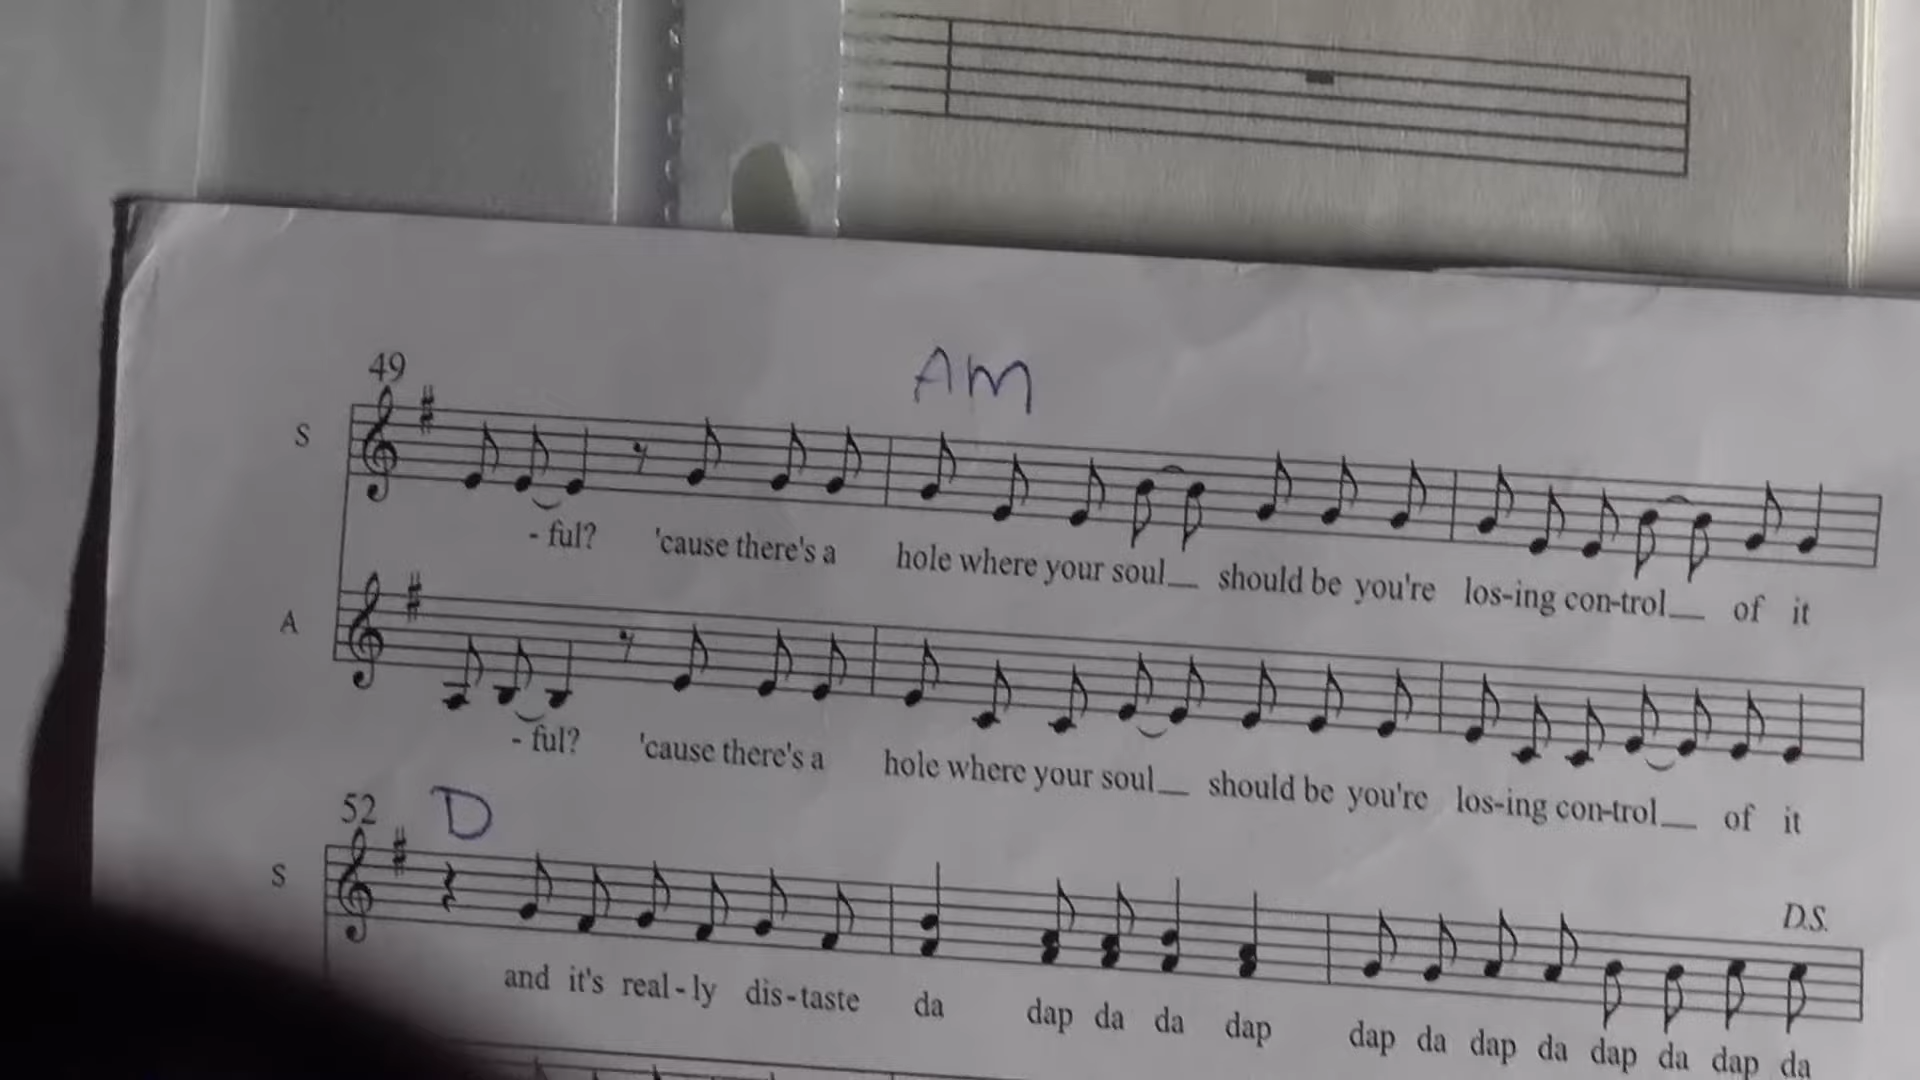 49
AM
S
- ful? 'cause there's a hole where your soul__ should be you're los-ing con-trol__ of it
A
- ful? 'cause there's a hole where your soul__ should be you're los-ing con-trol__ of it
52
D
S
D.S.
and it's real-ly dis-taste da dap da da dap dap da dap da dap da dap da